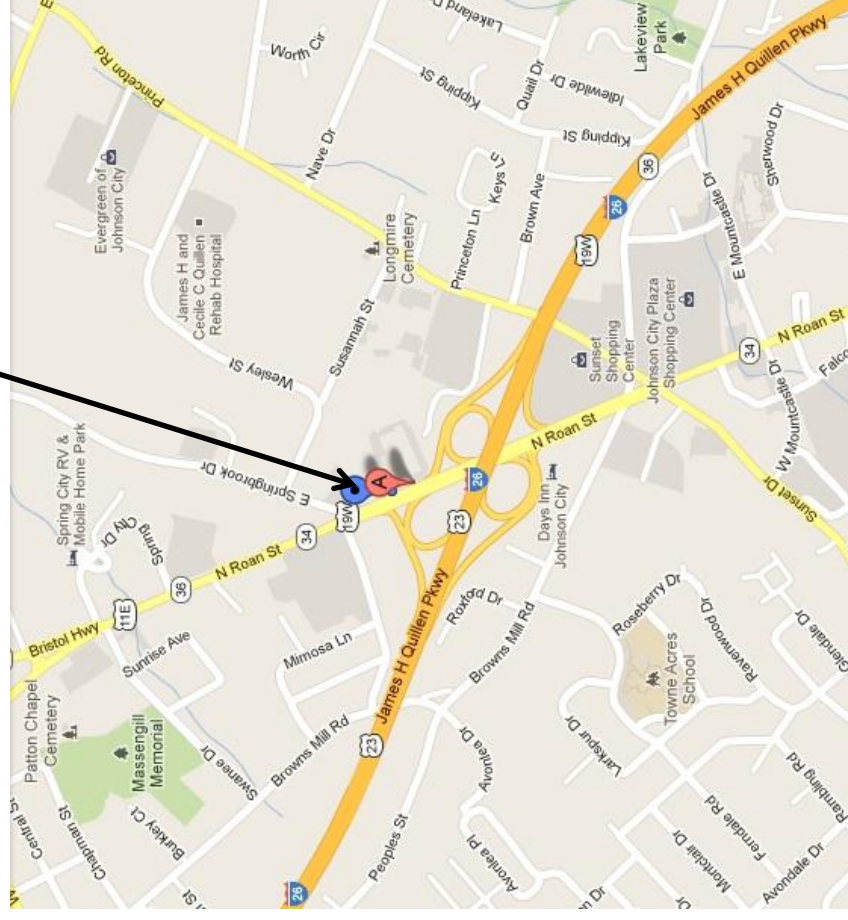 Princeton Rd
Worth Cir
Lakeland Dr
Lakeview
Park
James H Quillen Pkwy
Kipping St
Quail Dr
Idlewilde Dr
Evergreen of
Johnson City
Nave Dr
Kipping St
Keys Ln
Brown Ave
36
Sherwood Dr
E Mountcastle Dr
26
19W
James H and
Cecile C Quillen
Rehab Hospital
Longmire
Cemetery
Princeton Ln
Susannah St
Wesley St
Sunset
Shopping
Center
Johnson City Plaza
Shopping Center
N Roan St
34
Falco
W Mountcastle Dr
Spring City RV &
Mobile Home Park
E Springbrook Dr
A
19W
N Roan St
Sunset Dr
26
23
Days Inn
Johnson City
Spring City Dr
34
N Roan St
36
11E
Bristol Hwy
Sunrise Ave
Mimosa Ln
James H Quillen Pkwy
Roxford Dr
Browns Mill Rd
Roseberry Dr
Ravenwood Dr
Glendale Dr
Towne Acres
School
Patton Chapel
Cemetery
Massengill
Memorial
Swanee Dr
Browns Mill Rd
23
Avonlea Dr
Larkspur Dr
Central St
Chapman St
Burkley Ct
Peoples St
Avonlea Pl
Ferndale Rd
Rambling Rd
Montclair Dr
Avondale Dr
26